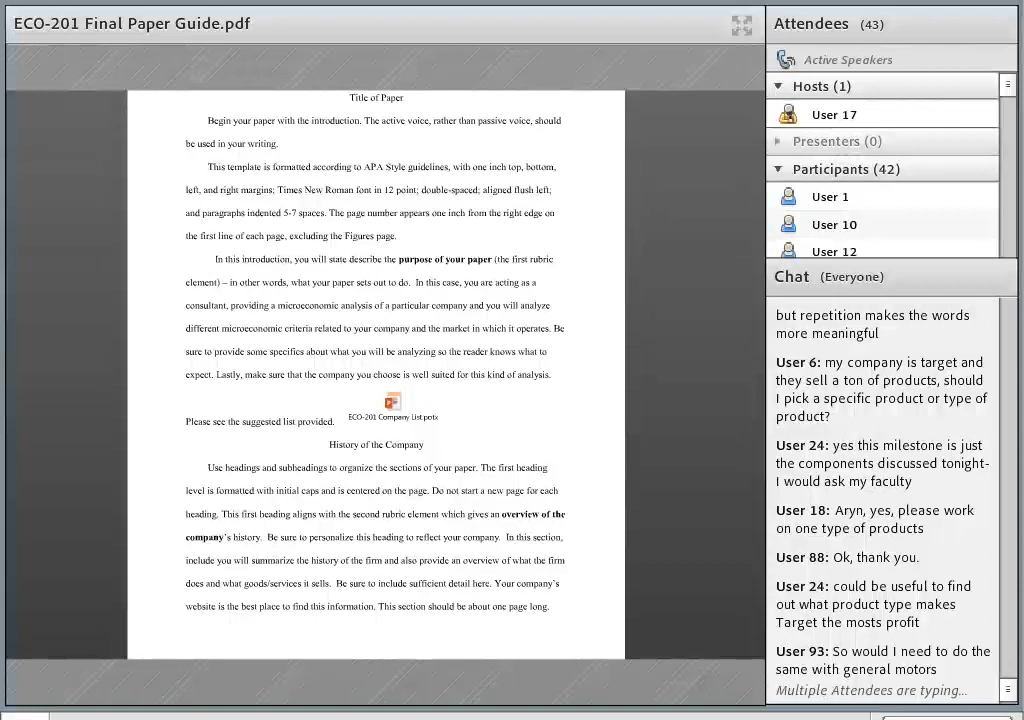 ECO-201 Final Paper Guide.pdf
Title of Paper
Begin your paper with the introduction. The active voice, rather than passive voice, should
be used in your writing.
This template is formatted according to APA Style guidelines, with one inch top, bottom,
left, and right margins; Times New Roman font in 12 point; double-spaced; aligned flush left;
and paragraphs indented 5-7 spaces. The page number appears one inch from the right edge on
the first line of each page, excluding the Figures page.
In this introduction, you will state describe the purpose of your paper (the first rubric
element) – in other words, what your paper sets out to do. In this case, you are acting as a
consultant, providing a microeconomic analysis of a particular company and you will analyze
different microeconomic criteria related to your company and the market in which it operates. Be
sure to provide some specifics about what you will be analyzing so the reader knows what to
expect. Lastly, make sure that the company you choose is well suited for this kind of analysis.
Please see the suggested list provided.
ECO-201 Company List.potx
History of the Company
Use headings and subheadings to organize the sections of your paper. The first heading
level is formatted with initial caps and is centered on the page. Do not start a new page for each
heading. This first heading aligns with the second rubric element which gives an overview of the
company's history. Be sure to personalize this heading to reflect your company. In this section,
include you will summarize the history of the firm and also provide an overview of what the firm
does and what goods/services it sells. Be sure to include sufficient detail here. Your company's
website is the best place to find this information. This section should be about one page long.
Attendees (43)
Active Speakers
Hosts (1)
User 17
Presenters (0)
Participants (42)
User 1
User 10
User 12
Chat (Everyone)
but repetition makes the words
more meaningful
User 6: my company is target and
they sell a ton of products, should
I pick a specific product or type of
product?
User 24: yes this milestone is just
the components discussed tonight-
I would ask my faculty
User 18: Aryn, yes, please work
on one type of products
User 88: Ok, thank you.
User 24: could be useful to find
out what product type makes
Target the mosts profit
User 93: So would I need to do the
same with general motors
Multiple Attendees are typing...